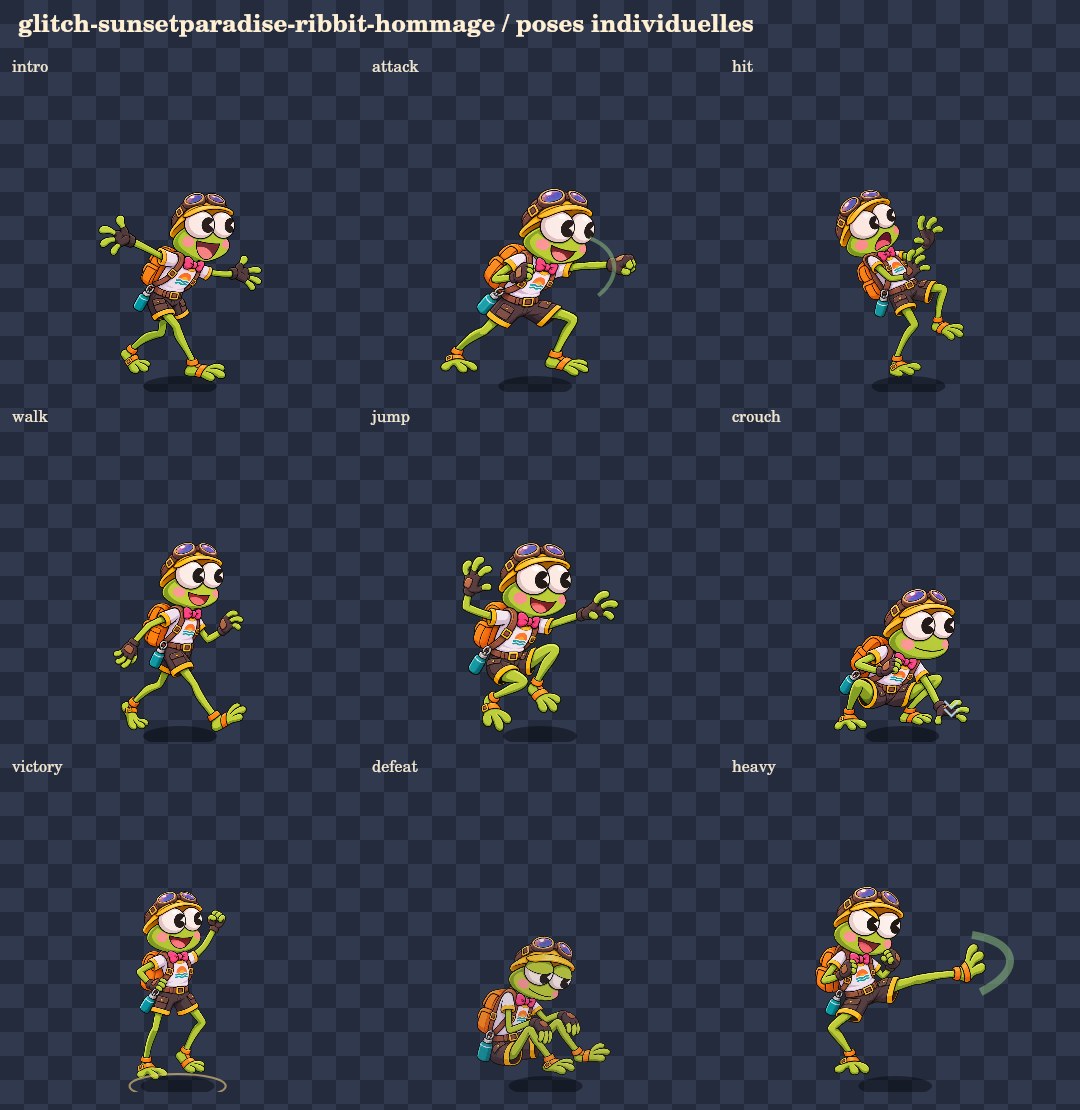 glitch-sunsetparadise-ribbit-hommage / poses individuelles
intro
attack
hit
walk
jump
crouch
victory
defeat
heavy